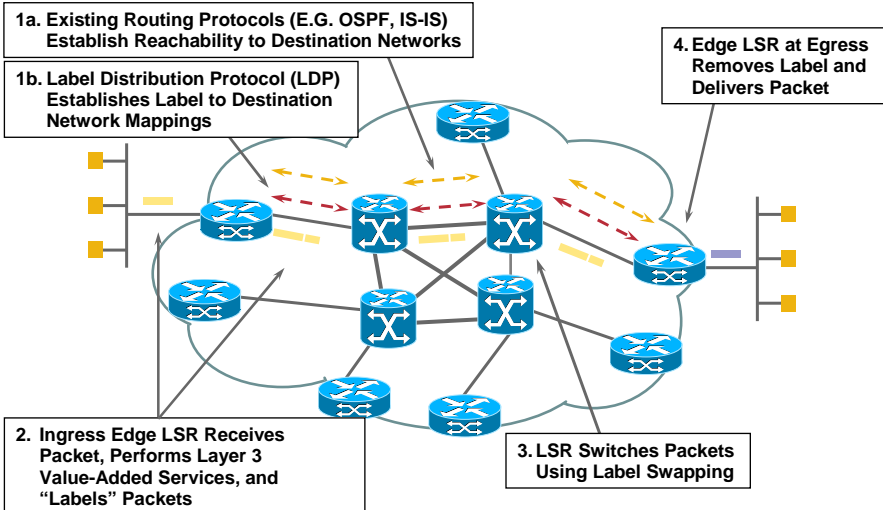 1a. Existing Routing Protocols (E.G. OSPF, IS-IS)
Establish Reachability to Destination Networks
1b. Label Distribution Protocol (LDP)
Establishes Label to Destination
Network Mappings
4. Edge LSR at Egress
Removes Label and
Delivers Packet
2. Ingress Edge LSR Receives
Packet, Performs Layer 3
Value-Added Services, and
“Labels” Packets
3. LSR Switches Packets
Using Label Swapping